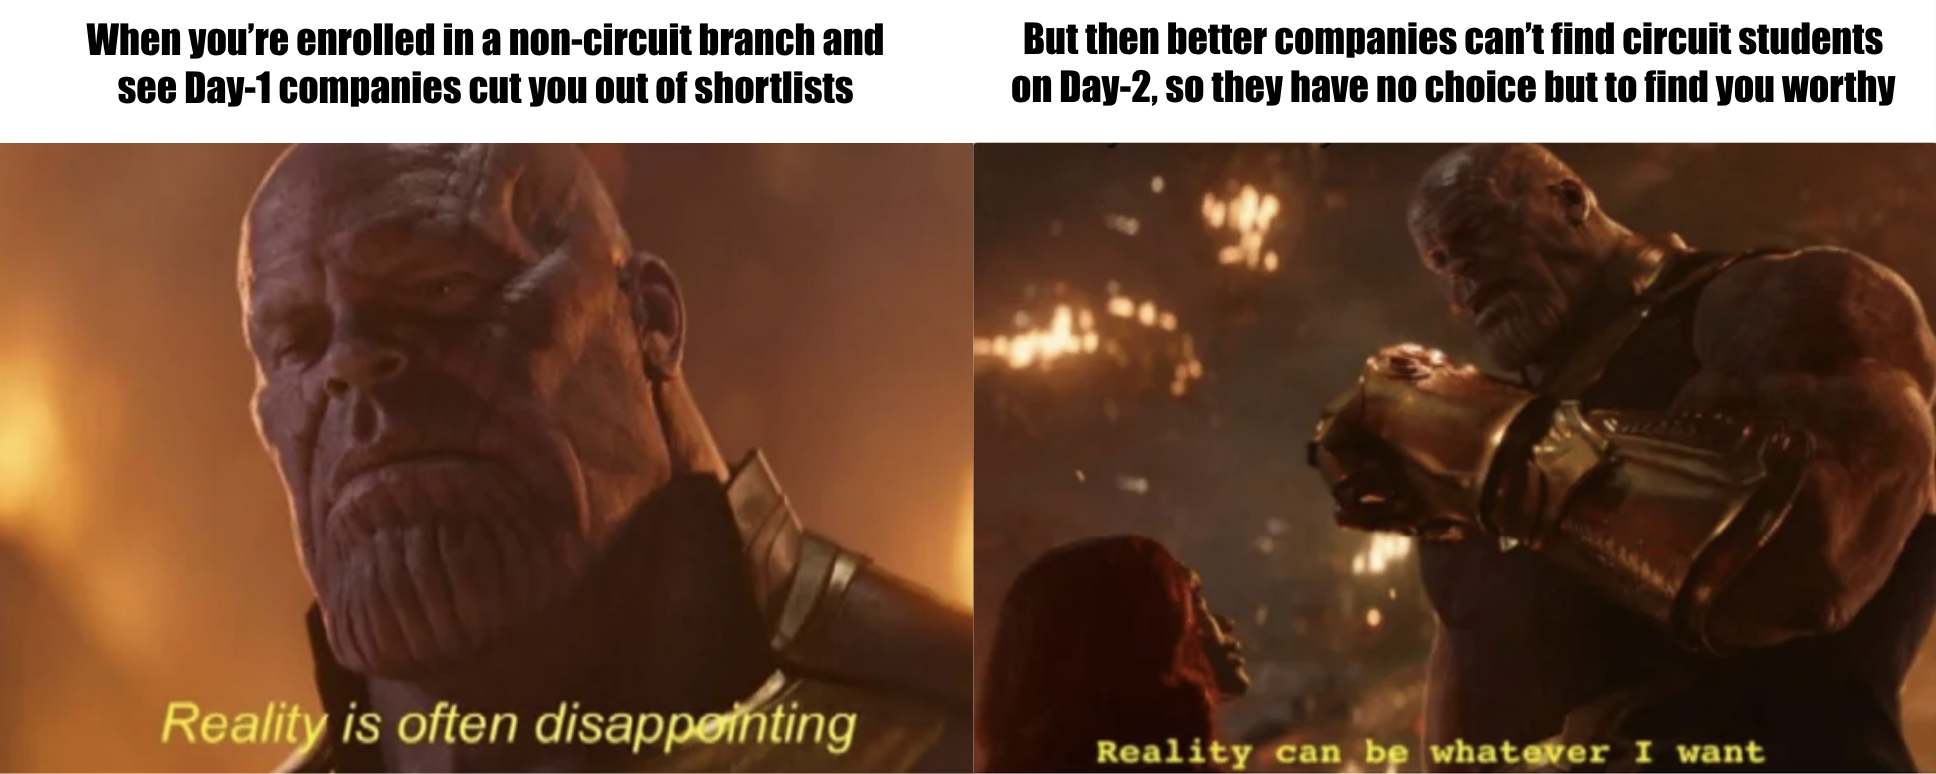 When you're enrolled in a non-circuit branch and
see Day-1 companies cut you out of shortlists
But then better companies can't find circuit students
on Day-2, so they have no choice but to find you worthy
Reality is often disappointing
Reality can be whatever I want